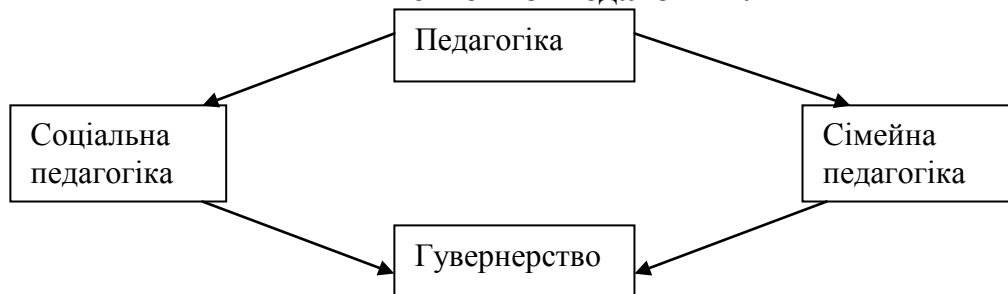 Педагогіка
Соціальна
педагогіка
Сімейна
педагогіка
Гувернерство